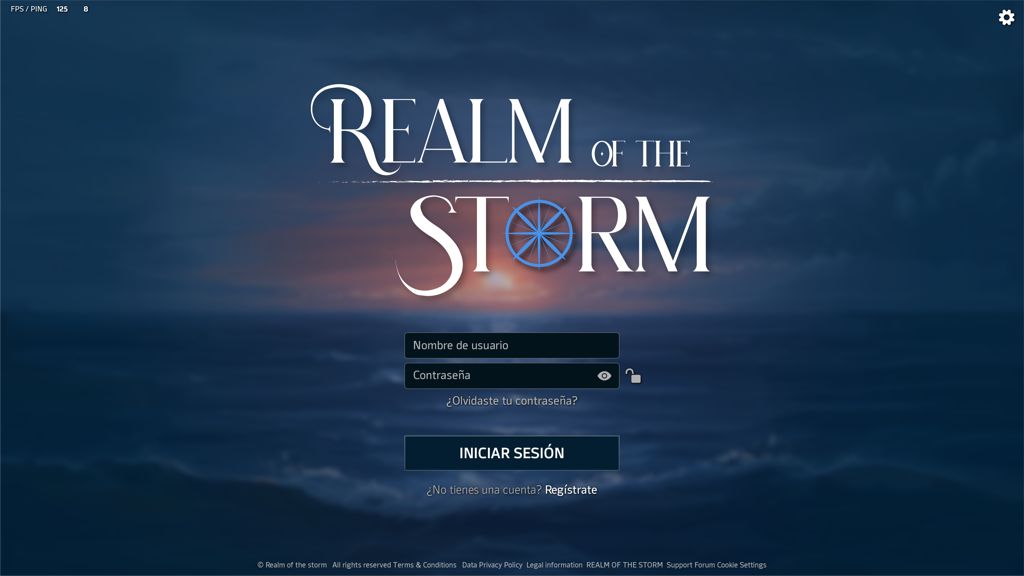 FPS / PING 125 8
REALM OF THE
STORM
Nombre de usuario
Contraseña
¿Olvidaste tu contraseña?
INICIAR SESIÓN
¿No tienes una cuenta? Regístrate
© Realm of the storm All rights reserved Terms & Conditions Data Privacy Policy Legal information REALM OF THE STORM Support Forum Cookie Settings